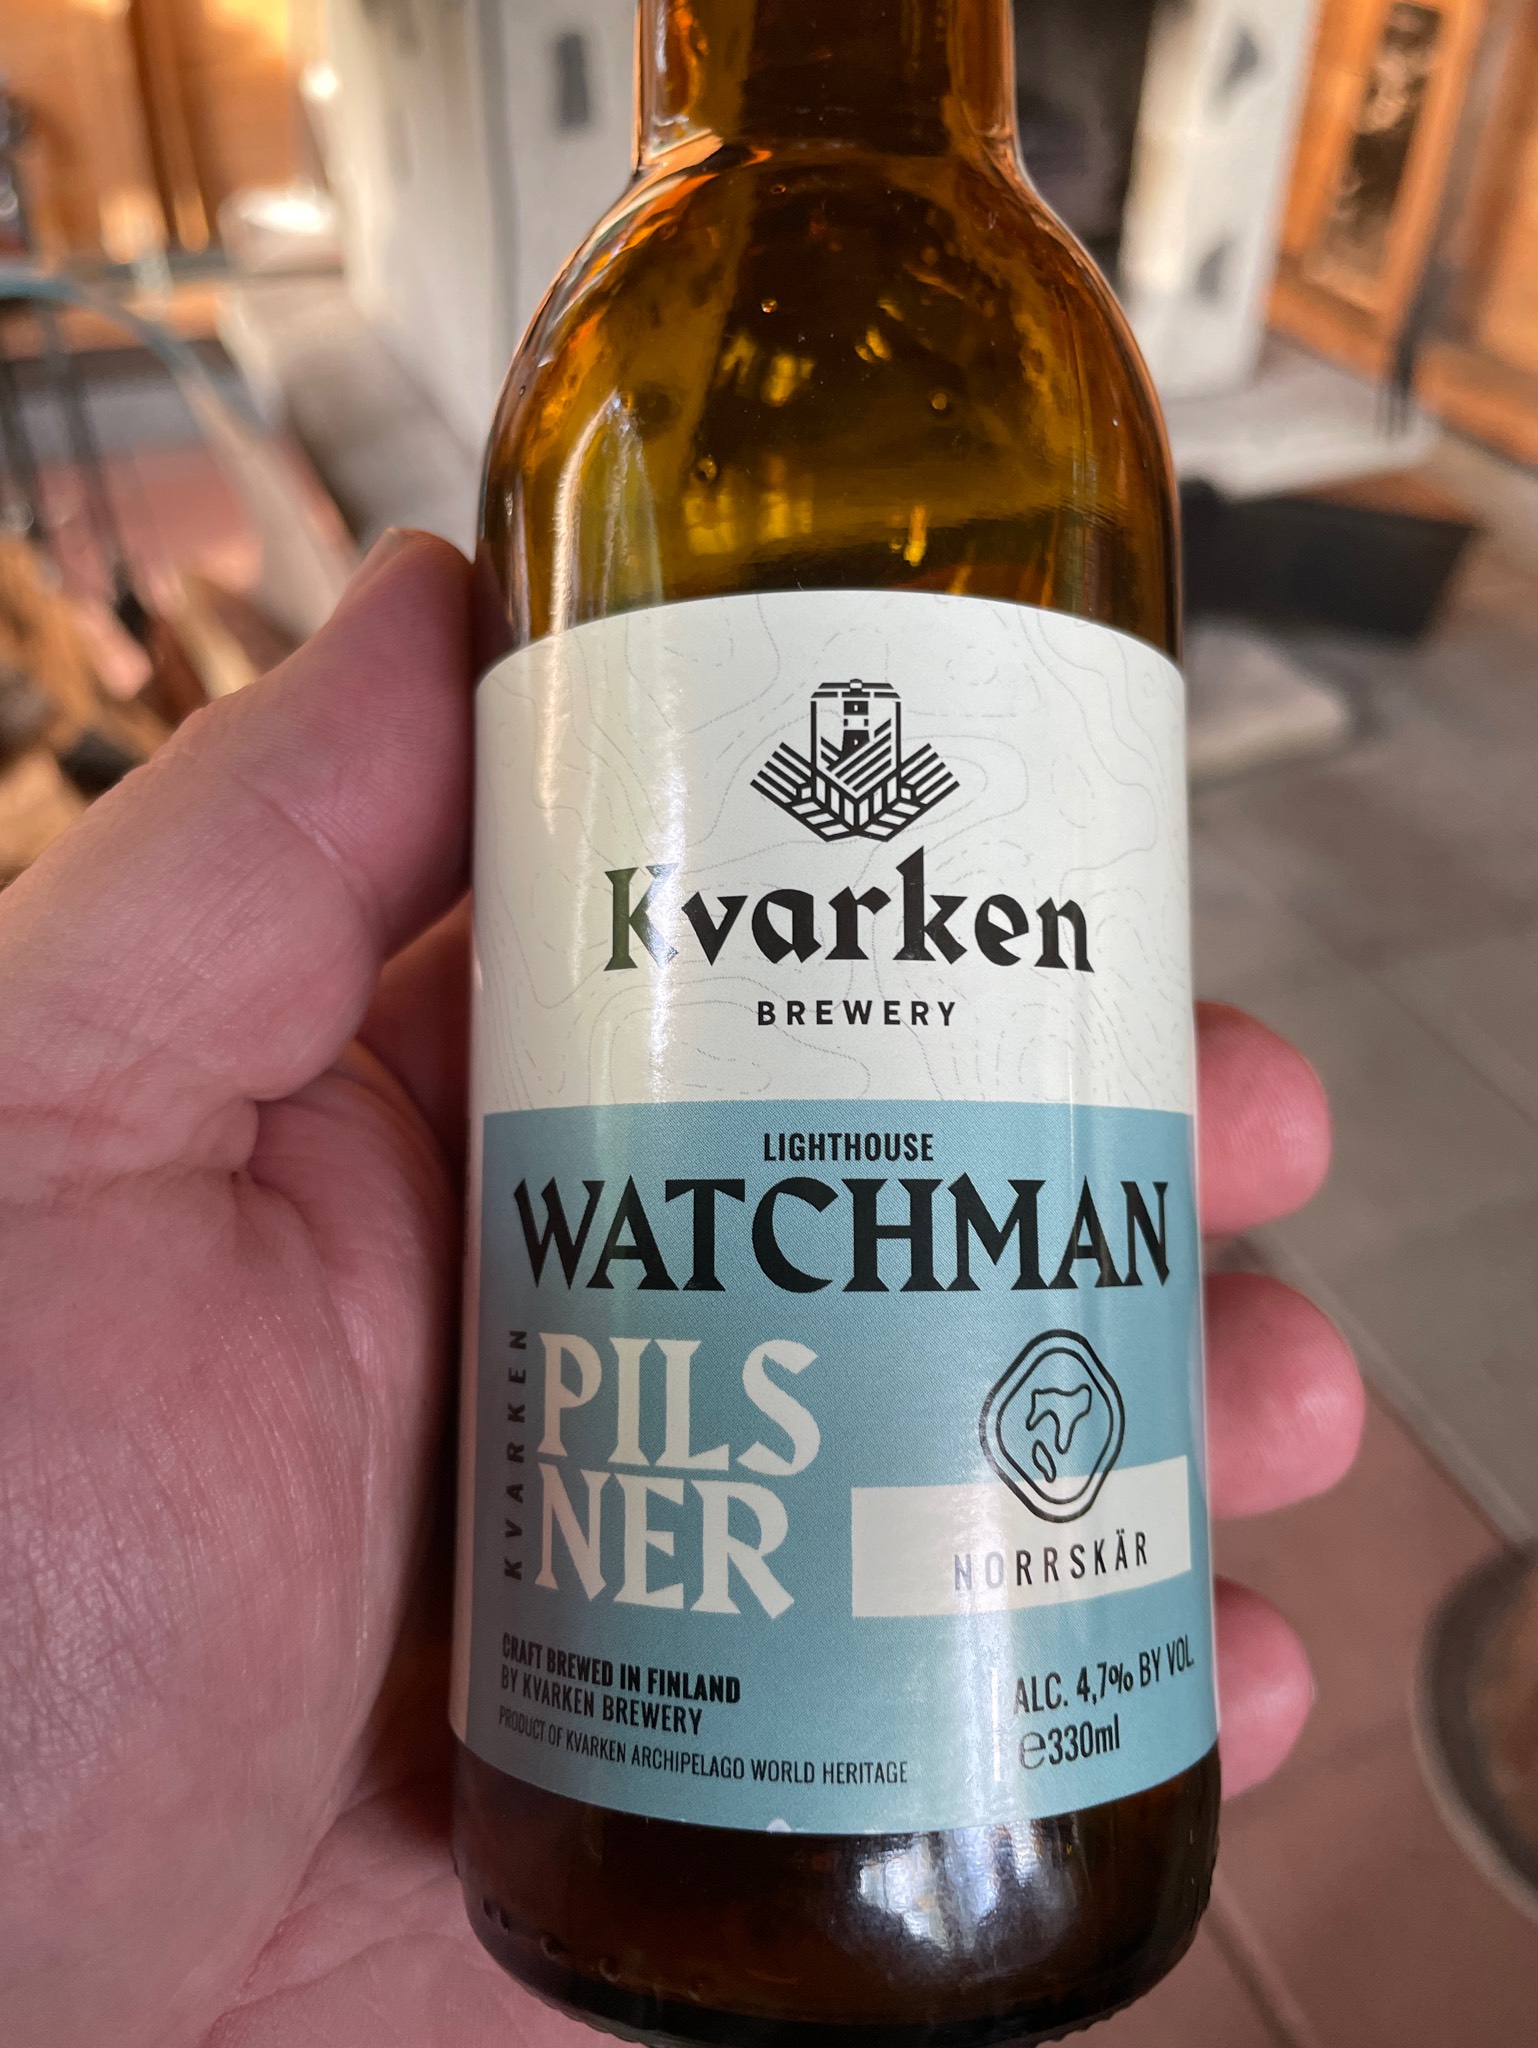 Kvarken
BREWERY
LIGHTHOUSE
WATCHMAN
KVARKEN
PILS
NER
NORRSKÄR
CRAFT BREWED IN FINLAND
BY KVARKEN BREWERY
PRODUCT OF KVARKEN ARCHIPELAGO WORLD HERITAGE
ALC. 4,7% BY VOL.
℮330ml